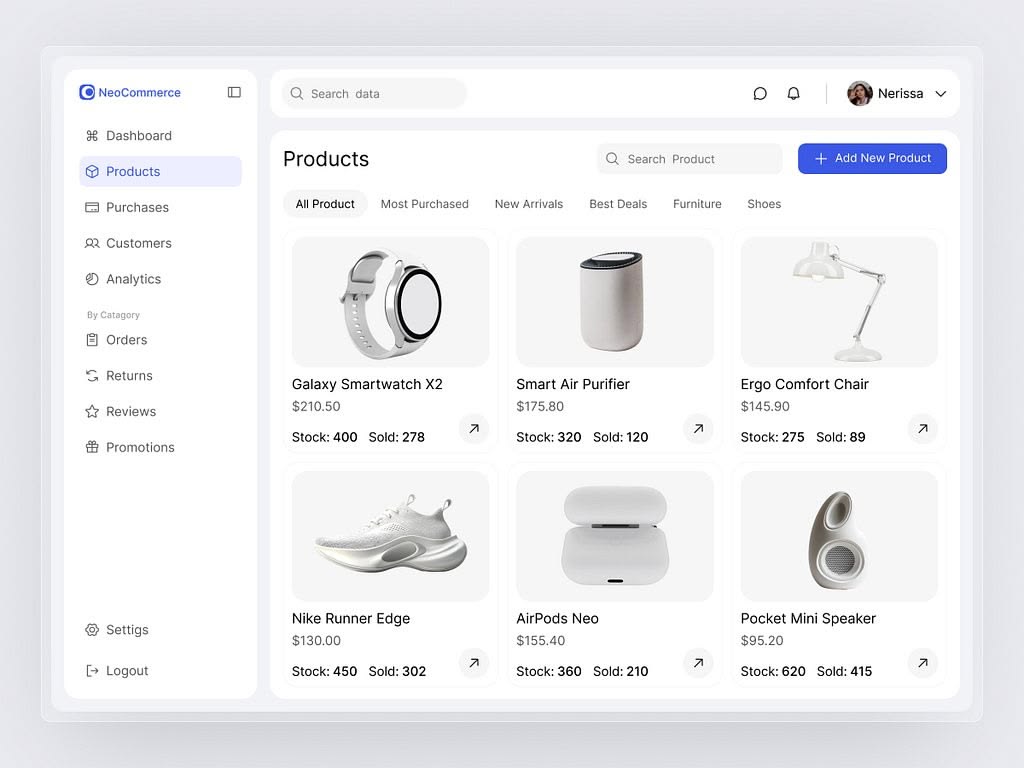 NeoCommerce
Dashboard
Products
Purchases
Customers
Analytics
By Catagory
Orders
Returns
Reviews
Promotions
Settigs
Logout
Search data
Nerissa
Products
Search Product
Add New Product
All Product
Most Purchased
New Arrivals
Best Deals
Furniture
Shoes
Galaxy Smartwatch X2
$210.50
Stock: 400 Sold: 278
Smart Air Purifier
$175.80
Stock: 320 Sold: 120
Ergo Comfort Chair
$145.90
Stock: 275 Sold: 89
Nike Runner Edge
$130.00
Stock: 450 Sold: 302
AirPods Neo
$155.40
Stock: 360 Sold: 210
Pocket Mini Speaker
$95.20
Stock: 620 Sold: 415